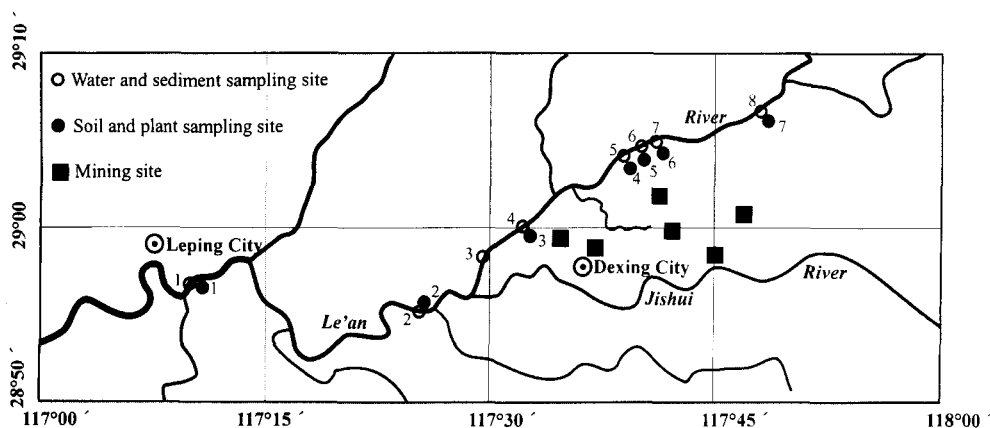 29°10 ´
Water and sediment sampling site
Soil and plant sampling site
Mining site
8
7
River
7
6
5
6
5
4
4
3
3
29°00 ´
Leping City
Dexing City
River
Jishui
1
1
2
2
Le'an
28°50 ´
117°00 ´
117°15 ´
117°30 ´
117°45 ´
118°00 ´